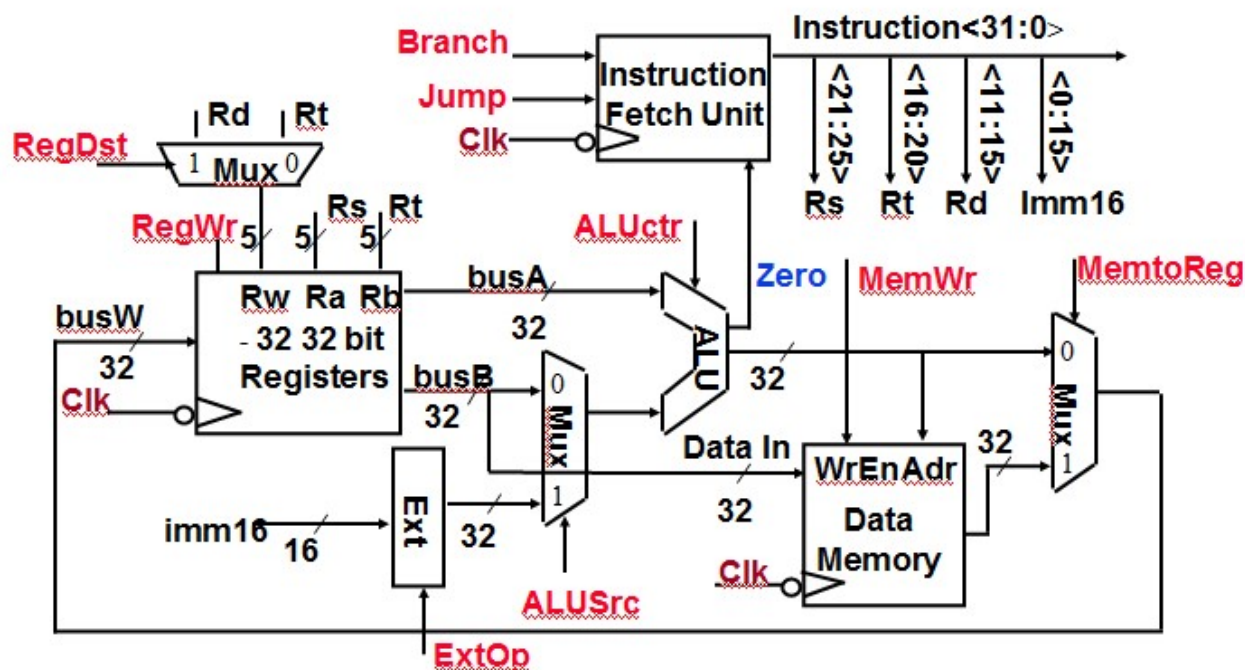 Instruction<31:0>
Branch
Instruction
Fetch Unit
Jump
Clk
<21:25>
<16:20>
<11:15>
<0:15>
Rs
Rt
Rd
Imm16
Rd
Rt
RegDst
1
Mux
0
RegWr
5
5
Rs
5
Rt
ALUctr
Zero
MemWr
MemtoReg
busW
32
Rw
Ra
Rb
- 32 32 bit
Registers
Clk
busA
32
busB
32
0
Mux
1
ALU
32
Data In
32
WrEn
Adr
Data
Memory
Clk
32
0
Mux
1
imm16
16
Ext
32
ALUSrc
ExtOp